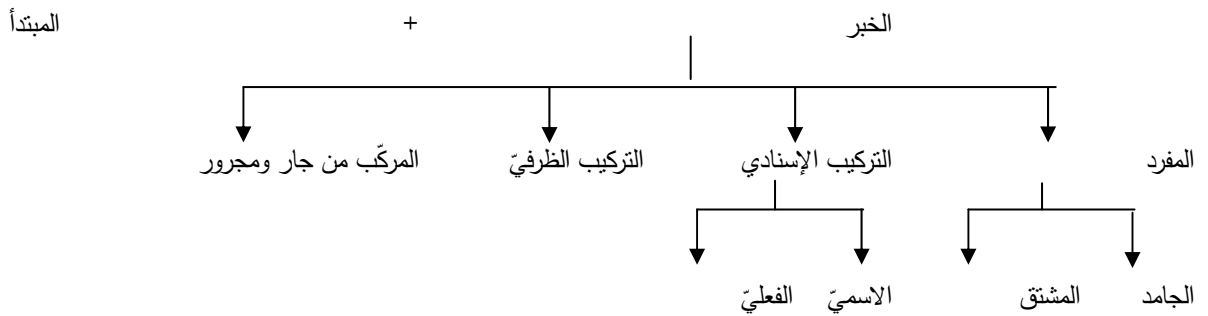 الخبر + المبتدأ
المفرد التركيب الإسنادي التركيب الظرفيّ المركّب من جار ومجرور
الجامد المشتق الاسميّ الفعليّ